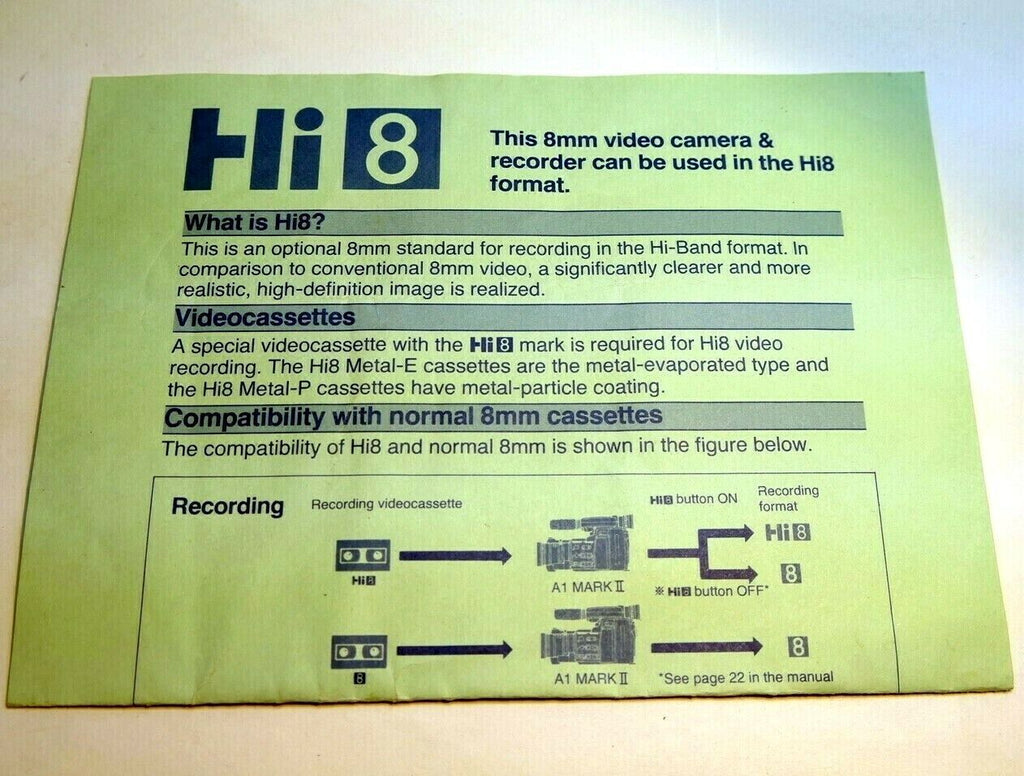 Hi8
This 8mm video camera &
recorder can be used in the Hi8
format.
What is Hi8?
This is an optional 8mm standard for recording in the Hi-Band format. In
comparison to conventional 8mm video, a significantly clearer and more
realistic, high-definition image is realized.
Videocassettes
A special videocassette with the Hi8 mark is required for Hi8 video
recording. The Hi8 Metal-E cassettes are the metal-evaporated type and
the Hi8 Metal-P cassettes have metal-particle coating.
Compatibility with normal 8mm cassettes
The compatibility of Hi8 and normal 8mm is shown in the figure below.
Recording
Recording videocassette
Hi8 button ON
Recording
format
Hi8
Hi8
A1 MARK II
8
※ Hi8 button OFF*
8
A1 MARK II
8
*See page 22 in the manual